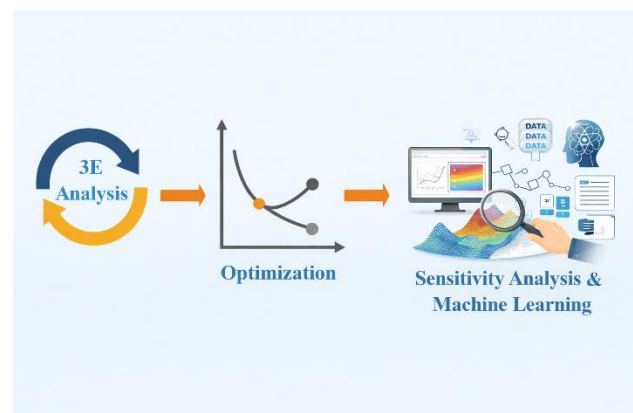 3E
Analysis
Optimization
DATA
DATA
DATA
Sensitivity Analysis &
Machine Learning